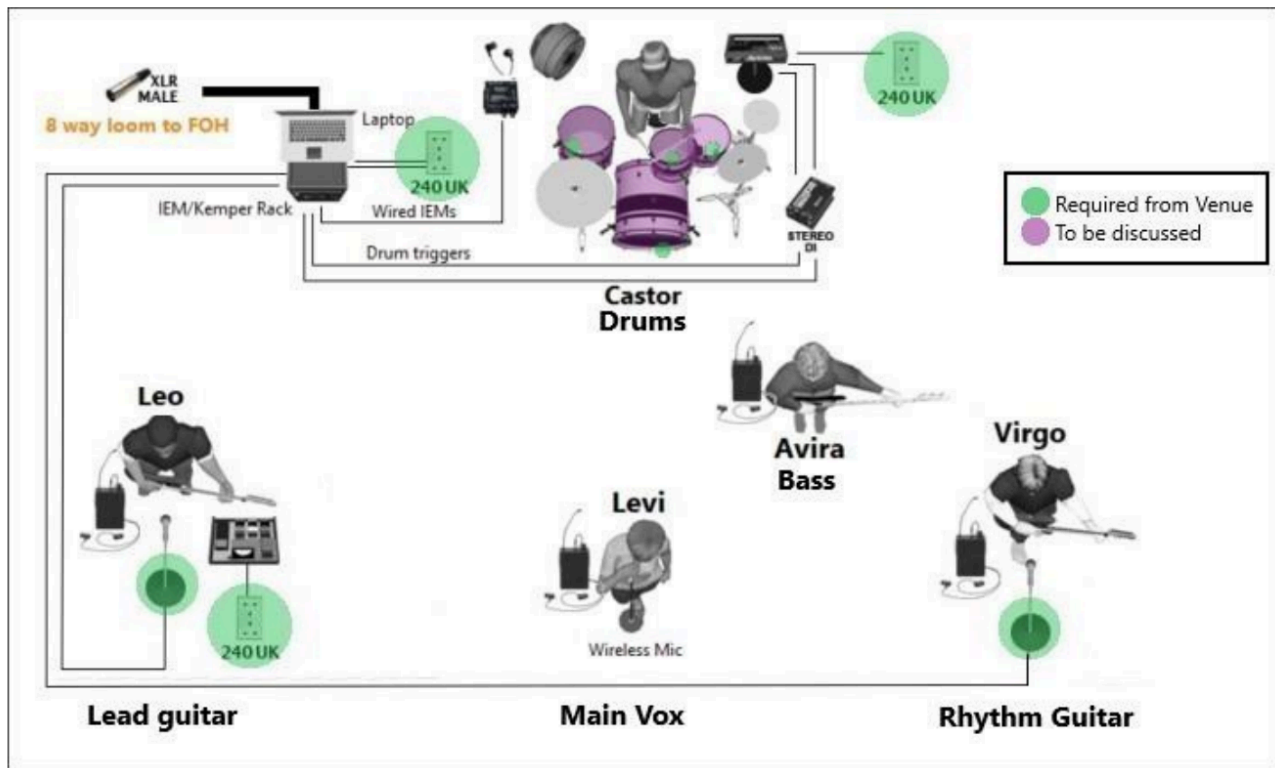 XLR
MALE
8 way loom to FOH
Laptop
240 UK
IEM/Kemper Rack
Wired IEMs
Drum triggers
240 UK
STEREO
DI
Required from Venue
To be discussed
Castor
Drums
Leo
Avira
Bass
Virgo
Levi
240 UK
Wireless Mic
Lead guitar
Main Vox
Rhythm Guitar